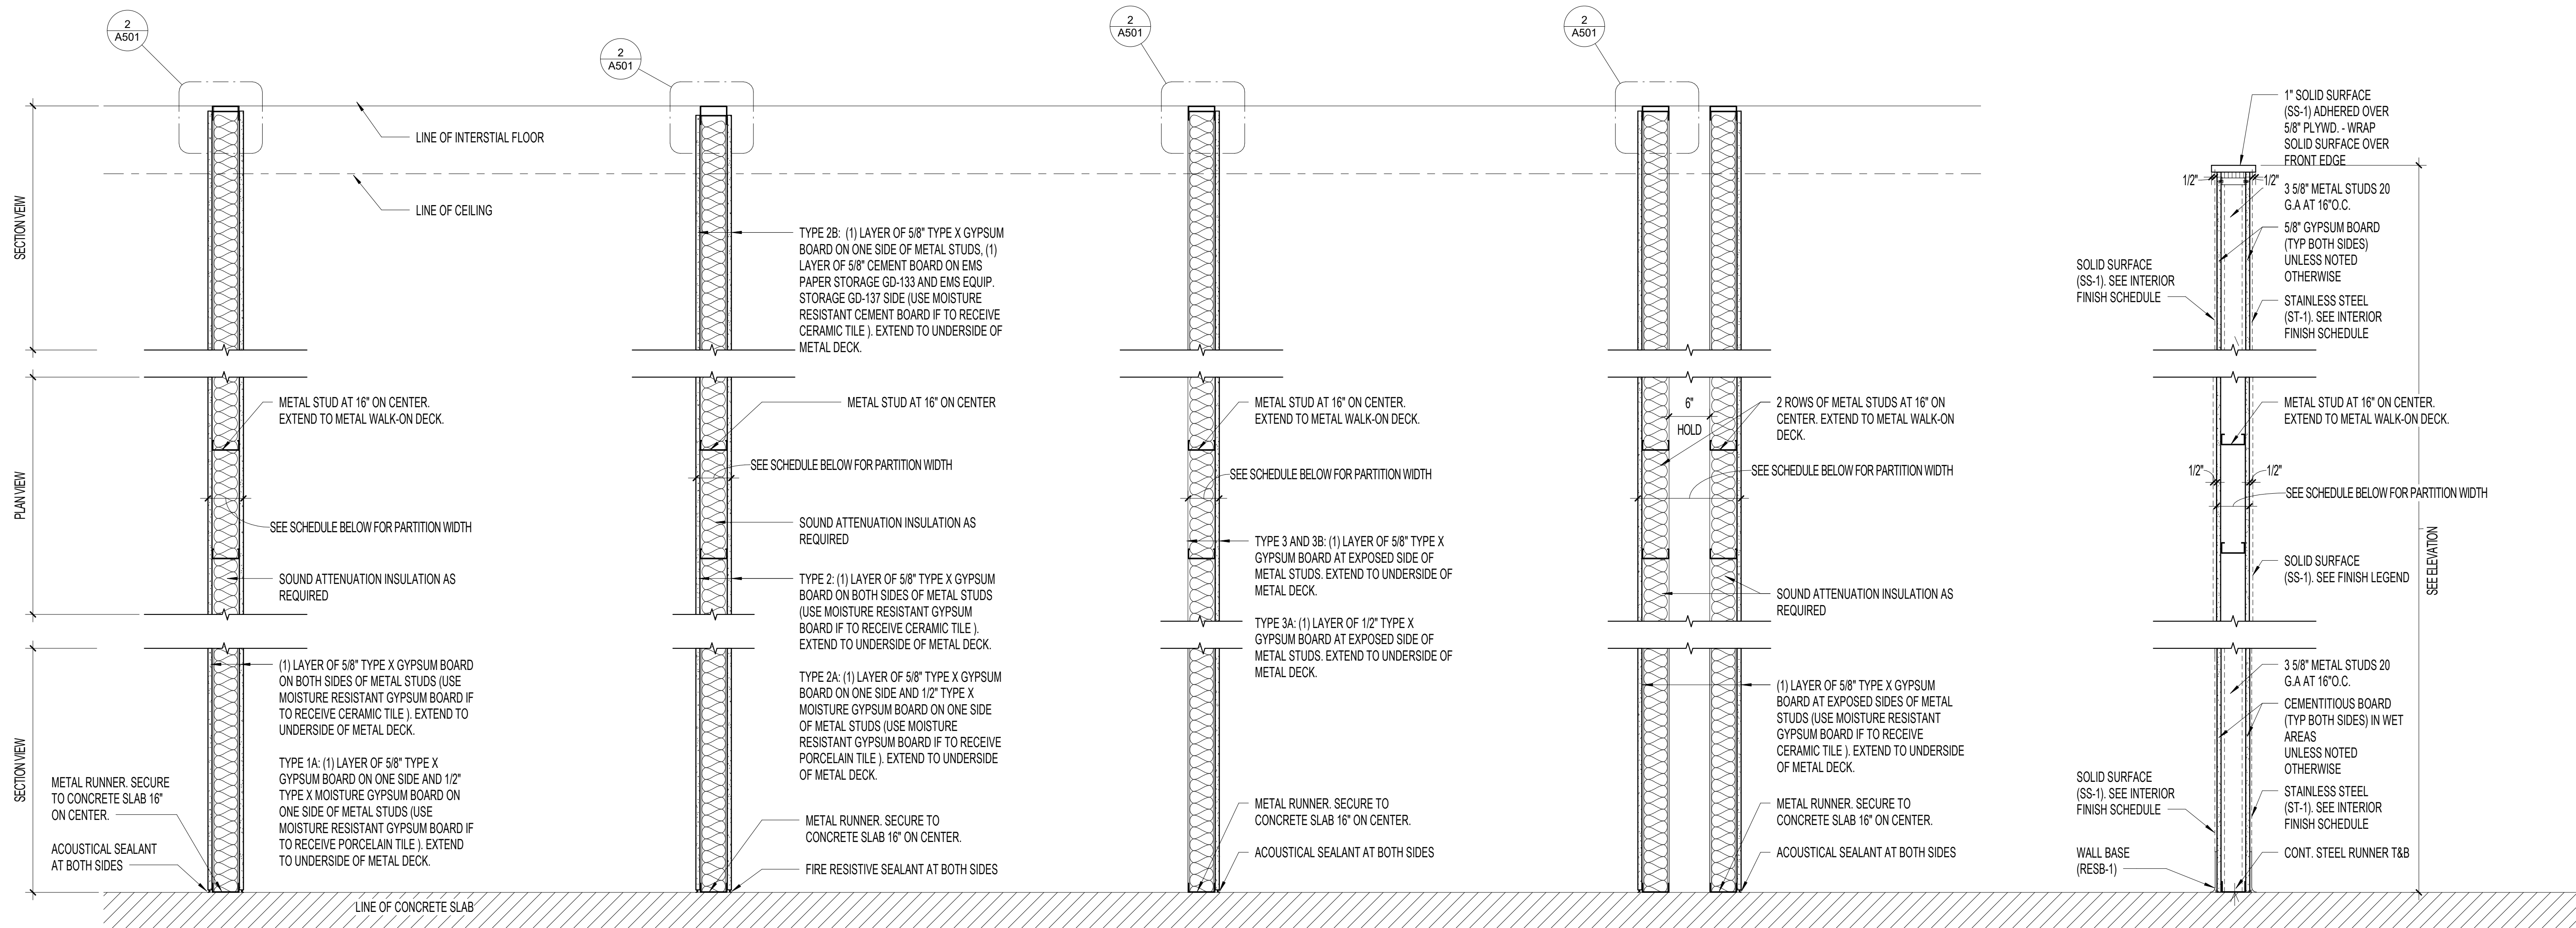 2
A501
2
A501
2
A501
2
A501
SECTION VEIW
PLAN VIEW
SECTION VIEW
LINE OF INTERSTIAL FLOOR
LINE OF CEILING
METAL STUD AT 16" ON CENTER.
EXTEND TO METAL WALK-ON DECK.
SEE SCHEDULE BELOW FOR PARTITION WIDTH
SOUND ATTENUATION INSULATION AS
REQUIRED
(1) LAYER OF 5/8" TYPE X GYPSUM BOARD
ON BOTH SIDES OF METAL STUDS (USE
MOISTURE RESISTANT GYPSUM BOARD IF
TO RECEIVE CERAMIC TILE ). EXTEND TO
UNDERSIDE OF METAL DECK.
TYPE 1A: (1) LAYER OF 5/8" TYPE X
GYPSUM BOARD ON ONE SIDE AND 1/2"
TYPE X MOISTURE GYPSUM BOARD ON
ONE SIDE OF METAL STUDS (USE
MOISTURE RESISTANT GYPSUM BOARD IF
TO RECEIVE PORCELAIN TILE ). EXTEND
TO UNDERSIDE OF METAL DECK.
METAL RUNNER. SECURE
TO CONCRETE SLAB 16"
ON CENTER.
ACOUSTICAL SEALANT
AT BOTH SIDES
LINE OF CONCRETE SLAB
TYPE 2B: (1) LAYER OF 5/8" TYPE X GYPSUM
BOARD ON ONE SIDE OF METAL STUDS, (1)
LAYER OF 5/8" CEMENT BOARD ON EMS
PAPER STORAGE GD-133 AND EMS EQUIP.
STORAGE GD-137 SIDE (USE MOISTURE
RESISTANT CEMENT BOARD IF TO RECEIVE
CERAMIC TILE ). EXTEND TO UNDERSIDE OF
METAL DECK.
METAL STUD AT 16" ON CENTER
SEE SCHEDULE BELOW FOR PARTITION WIDTH
SOUND ATTENUATION INSULATION AS
REQUIRED
TYPE 2: (1) LAYER OF 5/8" TYPE X GYPSUM
BOARD ON BOTH SIDES OF METAL STUDS
(USE MOISTURE RESISTANT GYPSUM
BOARD IF TO RECEIVE CERAMIC TILE ).
EXTEND TO UNDERSIDE OF METAL DECK.
TYPE 2A: (1) LAYER OF 5/8" TYPE X GYPSUM
BOARD ON ONE SIDE AND 1/2" TYPE X
MOISTURE GYPSUM BOARD ON ONE SIDE
OF METAL STUDS (USE MOISTURE
RESISTANT GYPSUM BOARD IF TO RECEIVE
PORCELAIN TILE ). EXTEND TO UNDERSIDE
OF METAL DECK.
METAL RUNNER. SECURE TO
CONCRETE SLAB 16" ON CENTER.
FIRE RESISTIVE SEALANT AT BOTH SIDES
METAL STUD AT 16" ON CENTER.
EXTEND TO METAL WALK-ON DECK.
SEE SCHEDULE BELOW FOR PARTITION WIDTH
TYPE 3 AND 3B: (1) LAYER OF 5/8" TYPE X
GYPSUM BOARD AT EXPOSED SIDE OF
METAL STUDS. EXTEND TO UNDERSIDE OF
METAL DECK.
TYPE 3A: (1) LAYER OF 1/2" TYPE X
GYPSUM BOARD AT EXPOSED SIDE OF
METAL STUDS. EXTEND TO UNDERSIDE OF
METAL DECK.
METAL RUNNER. SECURE TO
CONCRETE SLAB 16" ON CENTER.
ACOUSTICAL SEALANT AT BOTH SIDES
6"
HOLD
2 ROWS OF METAL STUDS AT 16" ON
CENTER. EXTEND TO METAL WALK-ON
DECK.
SEE SCHEDULE BELOW FOR PARTITION WIDTH
SOUND ATTENUATION INSULATION AS
REQUIRED
(1) LAYER OF 5/8" TYPE X GYPSUM
BOARD AT EXPOSED SIDES OF METAL
STUDS (USE MOISTURE RESISTANT
GYPSUM BOARD IF TO RECEIVE
CERAMIC TILE ). EXTEND TO UNDERSIDE
OF METAL DECK.
METAL RUNNER. SECURE TO
CONCRETE SLAB 16" ON CENTER.
ACOUSTICAL SEALANT AT BOTH SIDES
1" SOLID SURFACE
(SS-1) ADHERED OVER
5/8" PLYWD. - WRAP
SOLID SURFACE OVER
FRONT EDGE
1/2"
1/2"
3 5/8" METAL STUDS 20
G.A AT 16"O.C.
5/8" GYPSUM BOARD
(TYP BOTH SIDES)
UNLESS NOTED
OTHERWISE
SOLID SURFACE
(SS-1). SEE INTERIOR
FINISH SCHEDULE
STAINLESS STEEL
(ST-1). SEE INTERIOR
FINISH SCHEDULE
METAL STUD AT 16" ON CENTER.
EXTEND TO METAL WALK-ON DECK.
1/2"
1/2"
SEE SCHEDULE BELOW FOR PARTITION WIDTH
SEE ELEVATION
SOLID SURFACE
(SS-1). SEE FINISH LEGEND
3 5/8" METAL STUDS 20
G.A AT 16"O.C.
CEMENTITIOUS BOARD
(TYP BOTH SIDES) IN WET
AREAS
UNLESS NOTED
OTHERWISE
SOLID SURFACE
(SS-1). SEE INTERIOR
FINISH SCHEDULE
STAINLESS STEEL
(ST-1). SEE INTERIOR
FINISH SCHEDULE
WALL BASE
(RESB-1)
CONT. STEEL RUNNER T&B